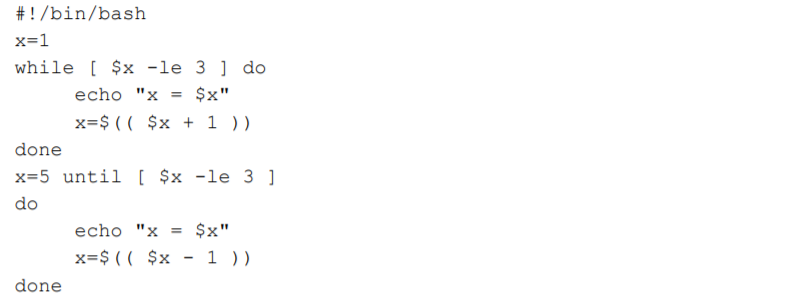 #!/bin/bash
x=1
while [ $x -le 3 ] do
echo "x = $x"
x=$(( $x + 1 ))
done
x=5 until [ $x -le 3 ]
do
echo "x = $x"
x=$(( $x - 1 ))
done